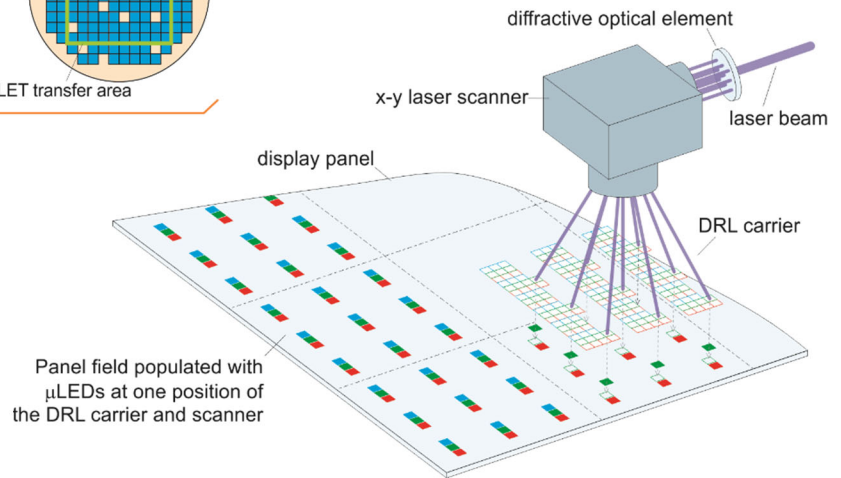 diffractive optical element
LET transfer area
x-y laser scanner
laser beam
display panel
DRL carrier
Panel field populated with
μLEDs at one position of
the DRL carrier and scanner